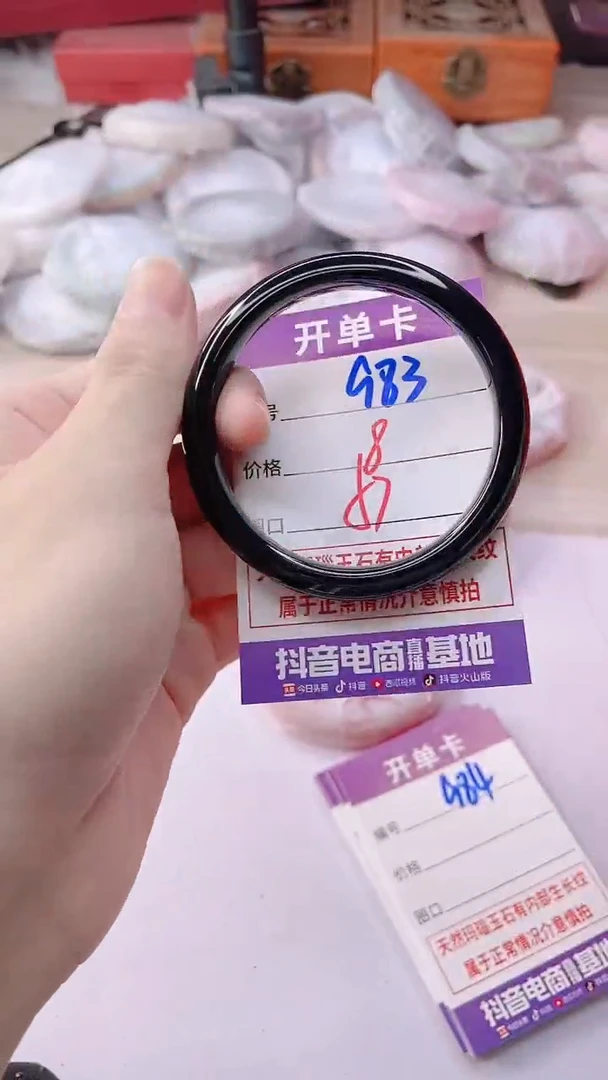 开单卡
号 983
价格 8
圈口
属于正常情况介意慎拍
抖音电商直播基地
今日头条 抖音 西瓜视频 抖音火山版
开单卡
编号 984
价格
圈口
天然玛瑙玉石有内部生长纹
属于正常情况介意慎拍
抖音电商直播基